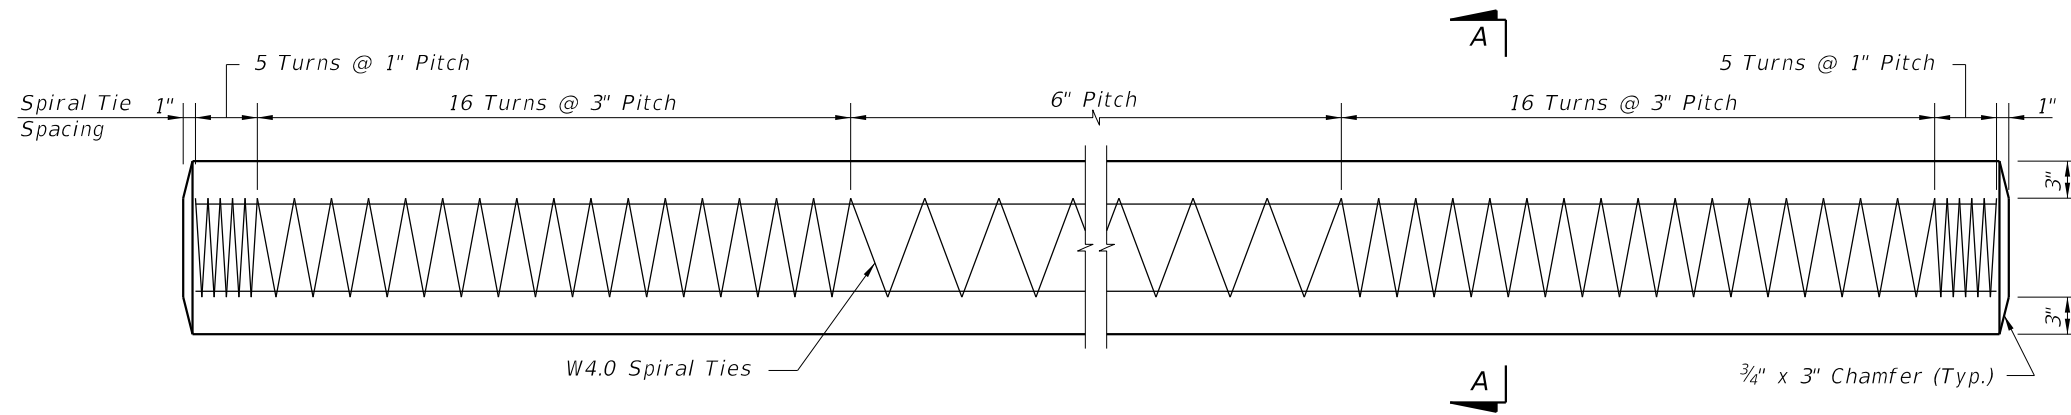 A
5 Turns @ 1" Pitch
5 Turns @ 1" Pitch
Spiral Tie
Spacing
1"
16 Turns @ 3" Pitch
6" Pitch
16 Turns @ 3" Pitch
1"
3"
3"
W4.0 Spiral Ties
A
¾" x 3" Chamfer (Typ.)